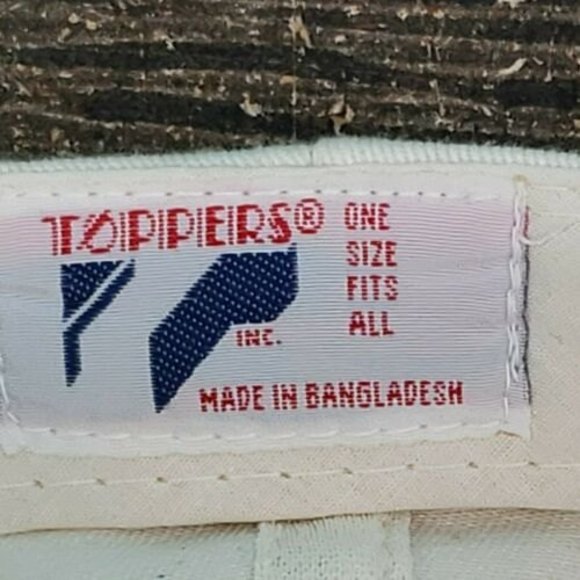 TOPPERS®
ONE
SIZE
FITS
ALL
INC.
MADE IN BANGLADESH